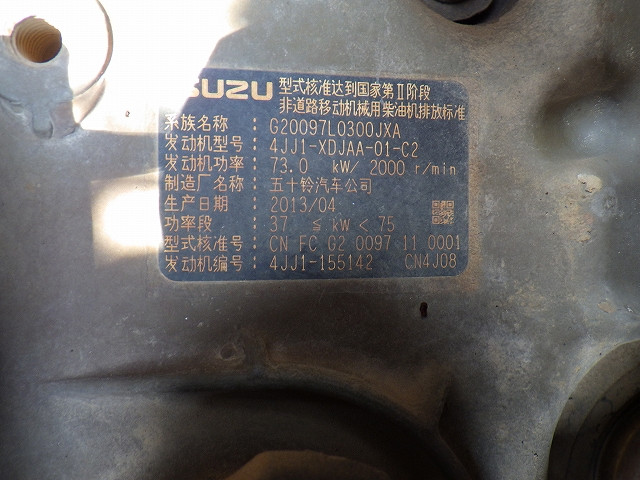 SUZU 型式核准达到国家第Ⅱ阶段
非道路移动机械用柴油机排放标准
系族名称 : G20097L0300JXA
发动机型号 : 4JJ1-XDJAA-01-C2
发动机功率 : 73.0 kW/ 2000 r/min
制造厂名称 : 五十铃汽车公司
生产日期 : 2013/04
功率段 : 37 ≦ kW < 75
型式核准号 : CN FC G2 0097 11 0001
发动机编号 : 4JJ1-155142 CN4J08